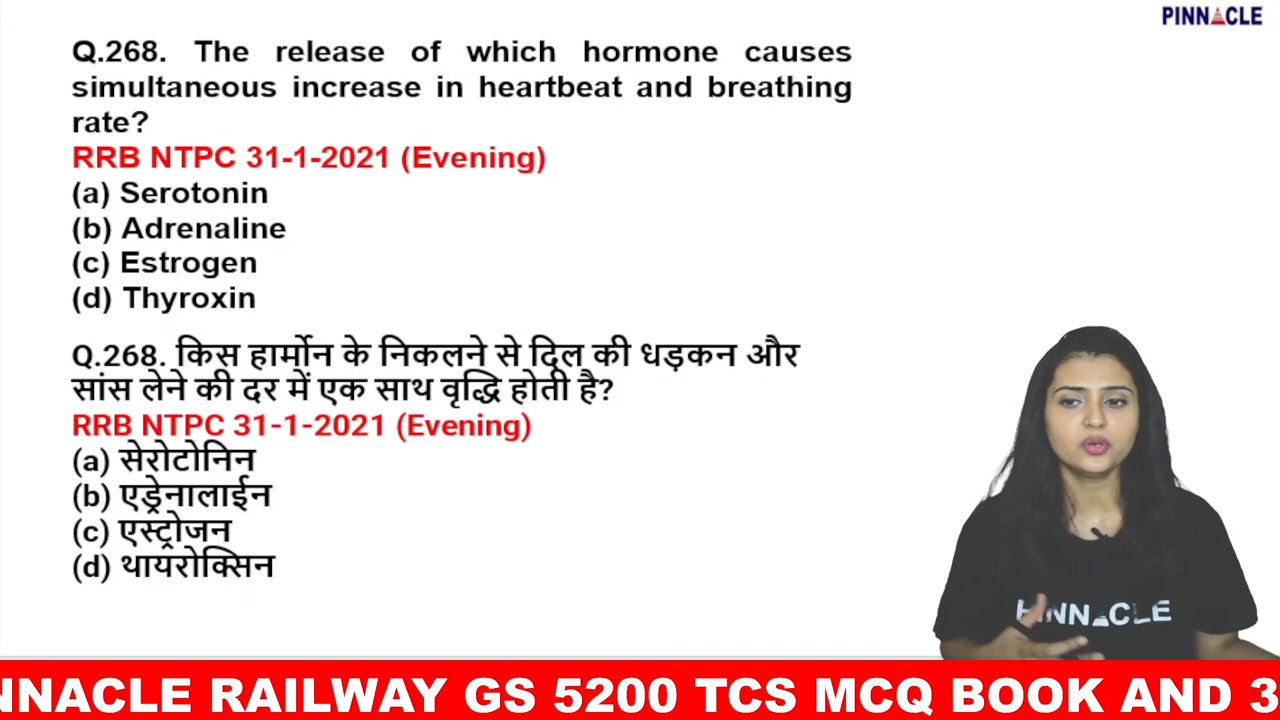 PINNACLE
Q.268. The release of which hormone causes
simultaneous increase in heartbeat and breathing
rate?
RRB NTPC 31-1-2021 (Evening)
(a) Serotonin
(b) Adrenaline
(c) Estrogen
(d) Thyroxin
Q.268. किस हार्मोन के निकलने से दिल की धड़कन और
सांस लेने की दर में एक साथ वृद्धि होती है?
RRB NTPC 31-1-2021 (Evening)
(a) सेरोटोनिन
(b) एड्रेनालाईन
(c) एस्ट्रोजन
(d) थायरोक्सिन
PINNACLE
NNACLE RAILWAY GS 5200 TCS MCQ BOOK AND 3